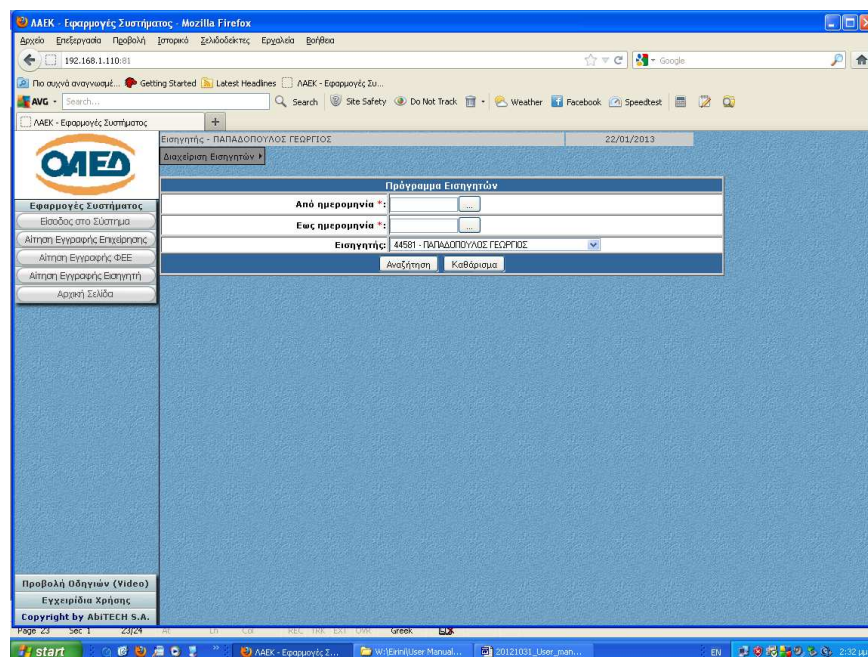 ΛΑΕΚ - Εφαρμογές Συστήματος - Mozilla Firefox
Αρχείο Επεξεργασία Προβολή Ιστορικό Σελιδοδείκτες Εργαλεία Βοήθεια
192.168.1.110:81 Google
Πιο συχνά αναγνωσμέ... Getting Started Latest Headlines ΛΑΕΚ - Εφαρμογές Συ...
AVG Search... Search Site Safety Do Not Track Weather Facebook Speedtest
ΛΑΕΚ - Εφαρμογές Συστήματος +
Εισηγητής - ΠΑΠΑΔΟΠΟΥΛΟΣ ΓΕΩΡΓΙΟΣ 22/01/2013
Διαχείριση Εισηγητών
ΟΑΕΔ
Πρόγραμμα Εισηγητών
Από ημερομηνία *: ...
Εως ημερομηνία *: ...
Εισηγητής: 44581 - ΠΑΠΑΔΟΠΟΥΛΟΣ ΓΕΩΡΓΙΟΣ
Αναζήτηση Καθάρισμα
Εφαρμογές Συστήματος
Είσοδος στο Σύστημα
Αίτηση Εγγραφής Επιχείρησης
Αίτηση Εγγραφής ΦΕΕ
Αίτηση Εγγραφής Εισηγητή
Αρχική Σελίδα
Προβολή Οδηγιών (Video)
Εγχειρίδια Χρήσης
Copyright by AbiTECH S.A.
Page 23 Sec 1 23/24 At Ln Col REC TRK EXT OVR Greek
start ΛΑΕΚ - Εφαρμογές Σ... W:\Eirini\User Manual... 20121031_User_man... EN 2:32 μμ